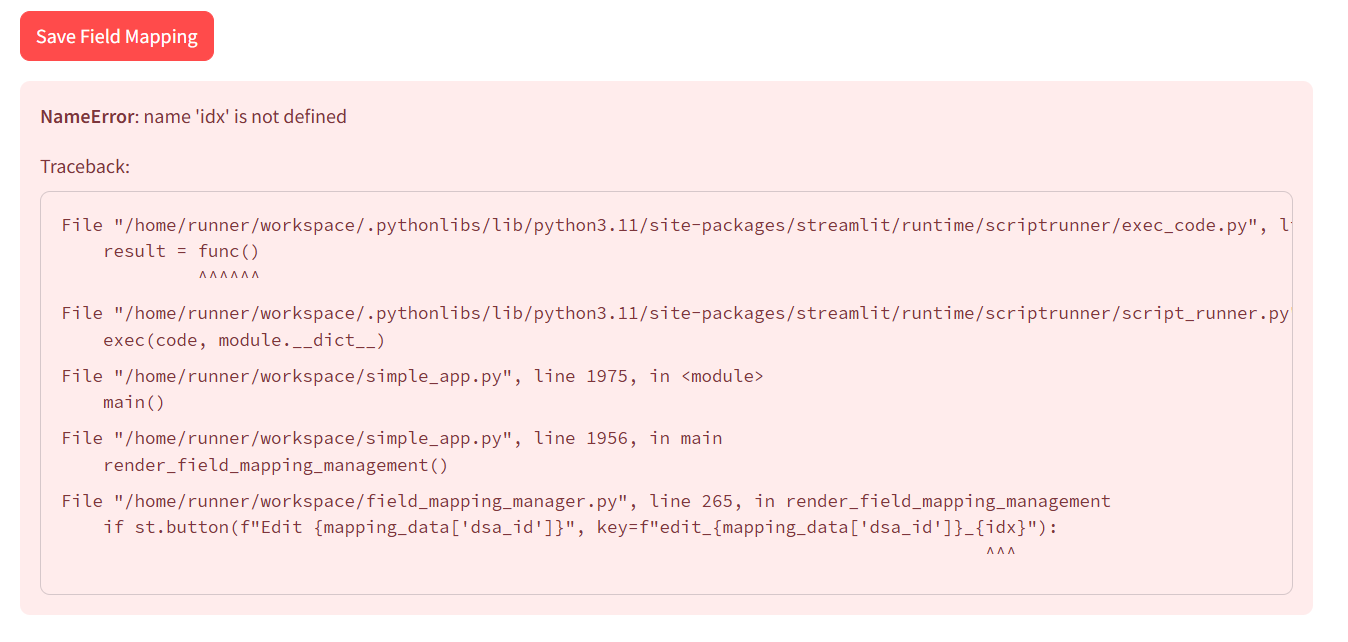 Save Field Mapping
NameError: name 'idx' is not defined
Traceback:
File "/home/runner/workspace/.pythonlibs/lib/python3.11/site-packages/streamlit/runtime/scriptrunner/exec_code.py", li
result = func()
^^^^^^
File "/home/runner/workspace/.pythonlibs/lib/python3.11/site-packages/streamlit/runtime/scriptrunner/script_runner.py"
exec(code, module.__dict__)
File "/home/runner/workspace/simple_app.py", line 1975, in <module>
main()
File "/home/runner/workspace/simple_app.py", line 1956, in main
render_field_mapping_management()
File "/home/runner/workspace/field_mapping_manager.py", line 265, in render_field_mapping_management
if st.button(f"Edit {mapping_data['dsa_id']}", key=f"edit_{mapping_data['dsa_id']}_{idx}"):
^^^